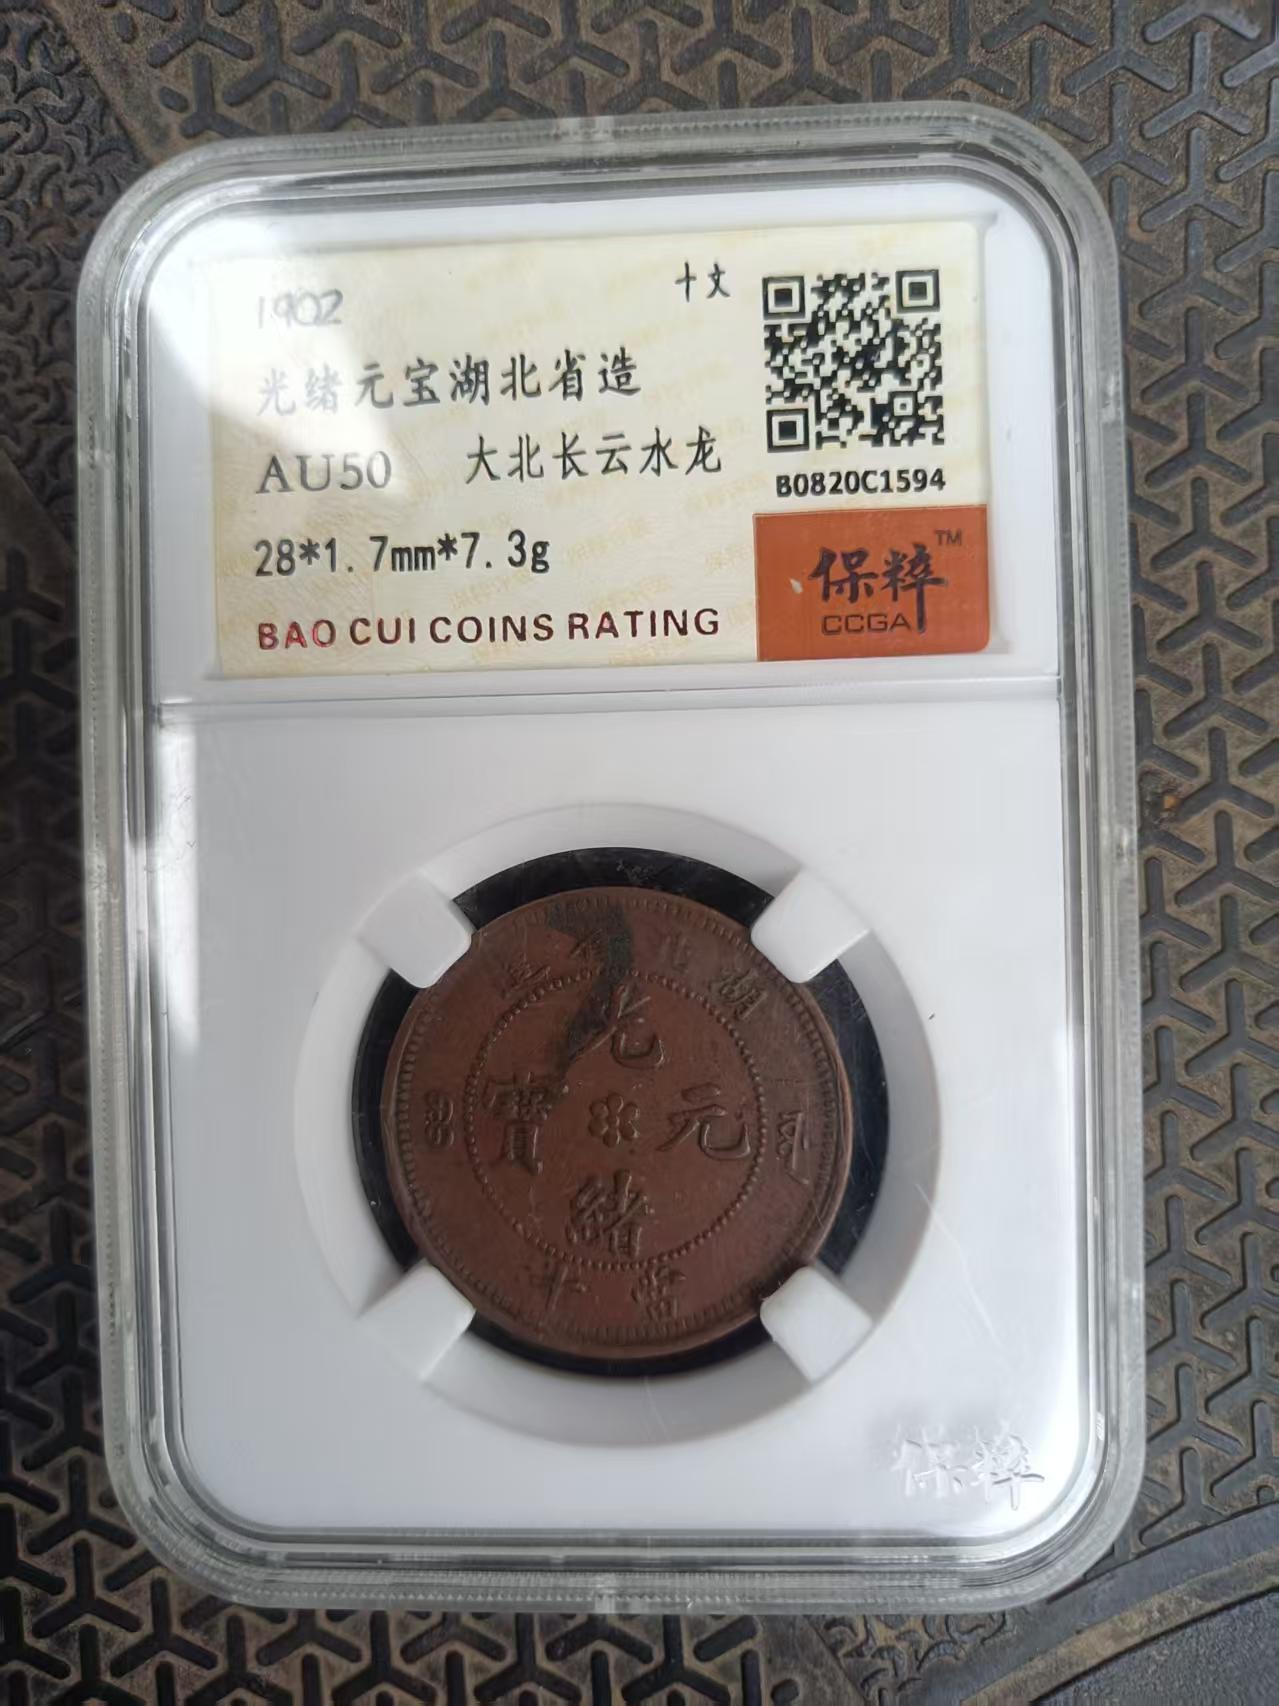 1902
十文
光绪元宝湖北省造
AU50 大北长云水龙
28*1.7mm*7.3g
BAO CUI COINS RATING
B0820C1594
保粹™
CCGA
湖北省造
光緒元寶
當十
保粹